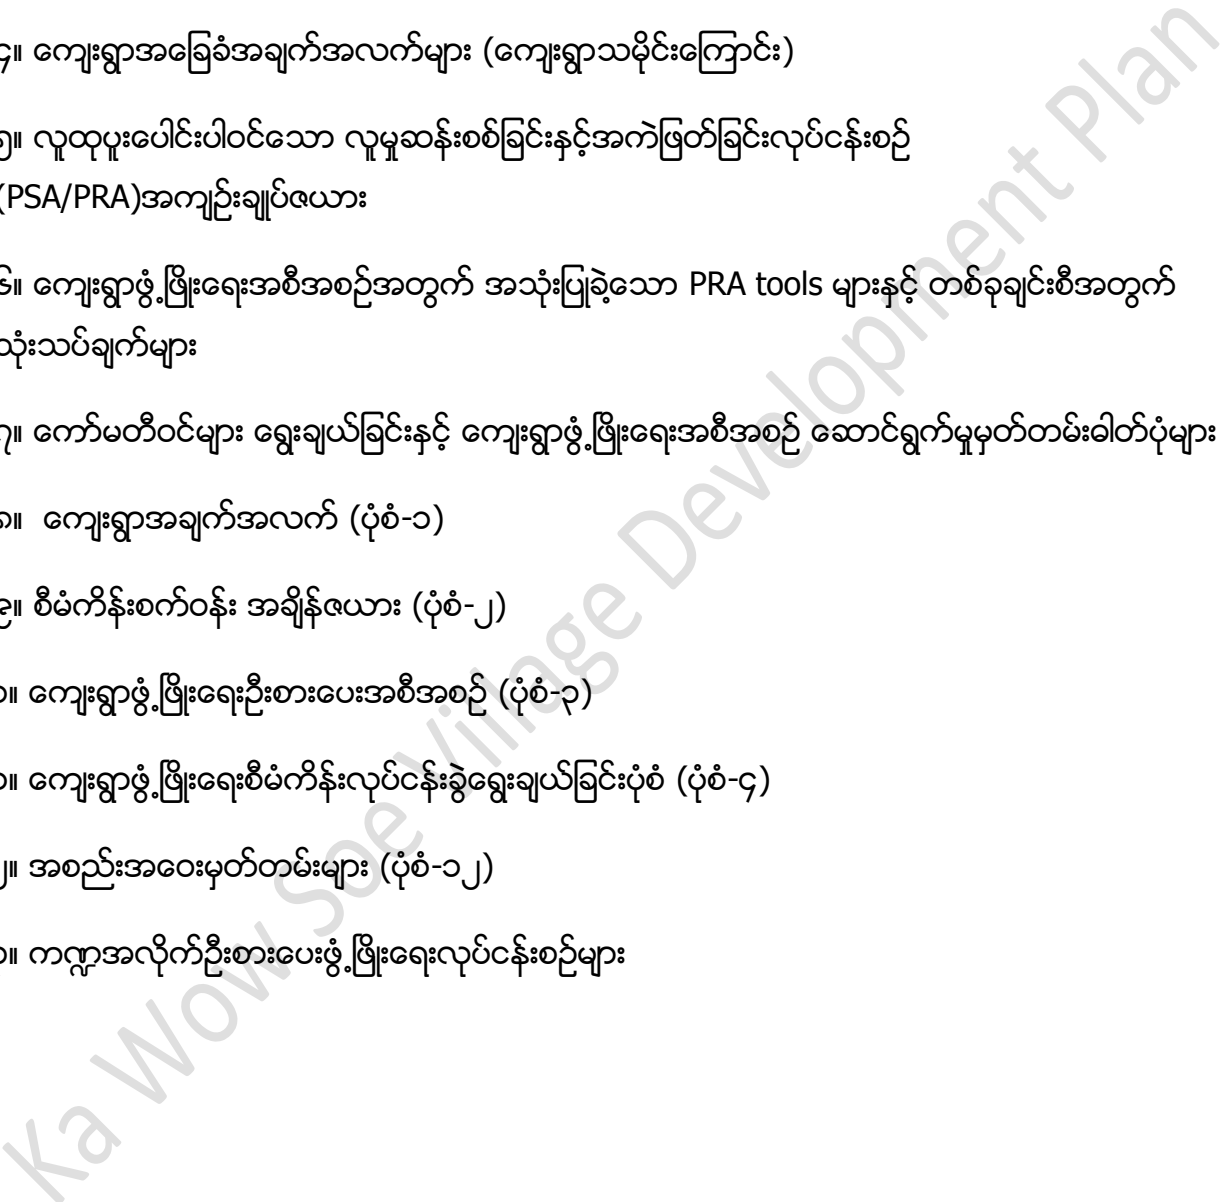 ၄။ ကျေးရွာအခြေခံအချက်အလက်များ (ကျေးရွာသမိုင်းကြောင်း)
၅။ လူထုပူးပေါင်းပါဝင်သော လူမှုဆန်းစစ်ခြင်းနှင့်အကဲဖြတ်ခြင်းလုပ်ငန်းစဉ်
(PSA/PRA)အကျဉ်းချုပ်ဇယား
၆။ ကျေးရွာဖွံ့ဖြိုးရေးအစီအစဉ်အတွက် အသုံးပြုခဲ့သော PRA tools များနှင့် တစ်ခုချင်းစီအတွက်
သုံးသပ်ချက်များ
၇။ ကော်မတီဝင်များ ရွေးချယ်ခြင်းနှင့် ကျေးရွာဖွံ့ဖြိုးရေးအစီအစဉ် ဆောင်ရွက်မှုမှတ်တမ်းဓါတ်ပုံများ
၈။ ကျေးရွာအချက်အလက် (ပုံစံ-၁)
၉။ စီမံကိန်းစက်ဝန်း အချိန်ဇယား (ပုံစံ-၂)
၀။ ကျေးရွာဖွံ့ဖြိုးရေးဦးစားပေးအစီအစဉ် (ပုံစံ-၃)
၁။ ကျေးရွာဖွံ့ဖြိုးရေးစီမံကိန်းလုပ်ငန်းခွဲရွေးချယ်ခြင်းပုံစံ (ပုံစံ-၄)
၂။ အစည်းအဝေးမှတ်တမ်းများ (ပုံစံ-၁၂)
၃။ ကဏ္ဍအလိုက်ဦးစားပေးဖွံ့ဖြိုးရေးလုပ်ငန်းစဉ်များ
Ka Wow Soe Village Development Plan